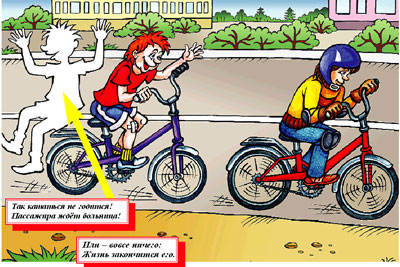 Так кататься не годится!
Пассажира ждёт больница!
Или – вовсе ничего:
Жизнь закончится его.